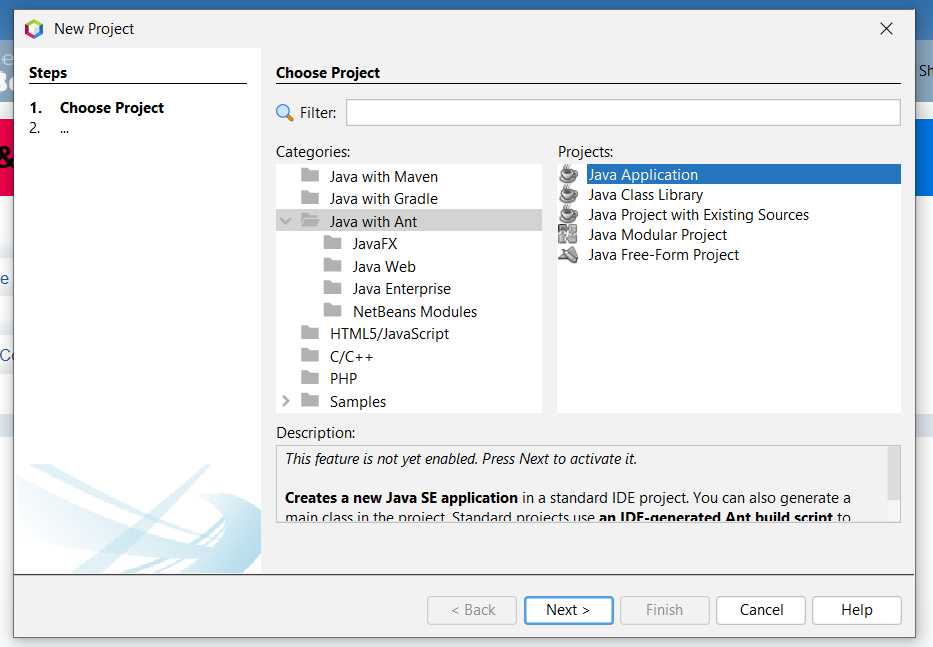 New Project
Steps
1. Choose Project
2. ...
Choose Project
Filter:
Categories:
Java with Maven
Java with Gradle
Java with Ant
JavaFX
Java Web
Java Enterprise
NetBeans Modules
HTML5/JavaScript
C/C++
PHP
Samples
Projects:
Java Application
Java Class Library
Java Project with Existing Sources
Java Modular Project
Java Free-Form Project
Description:
This feature is not yet enabled. Press Next to activate it.
Creates a new Java SE application in a standard IDE project. You can also generate a
main class in the project. Standard projects use an IDE-generated Ant build script to
< Back
Next >
Finish
Cancel
Help